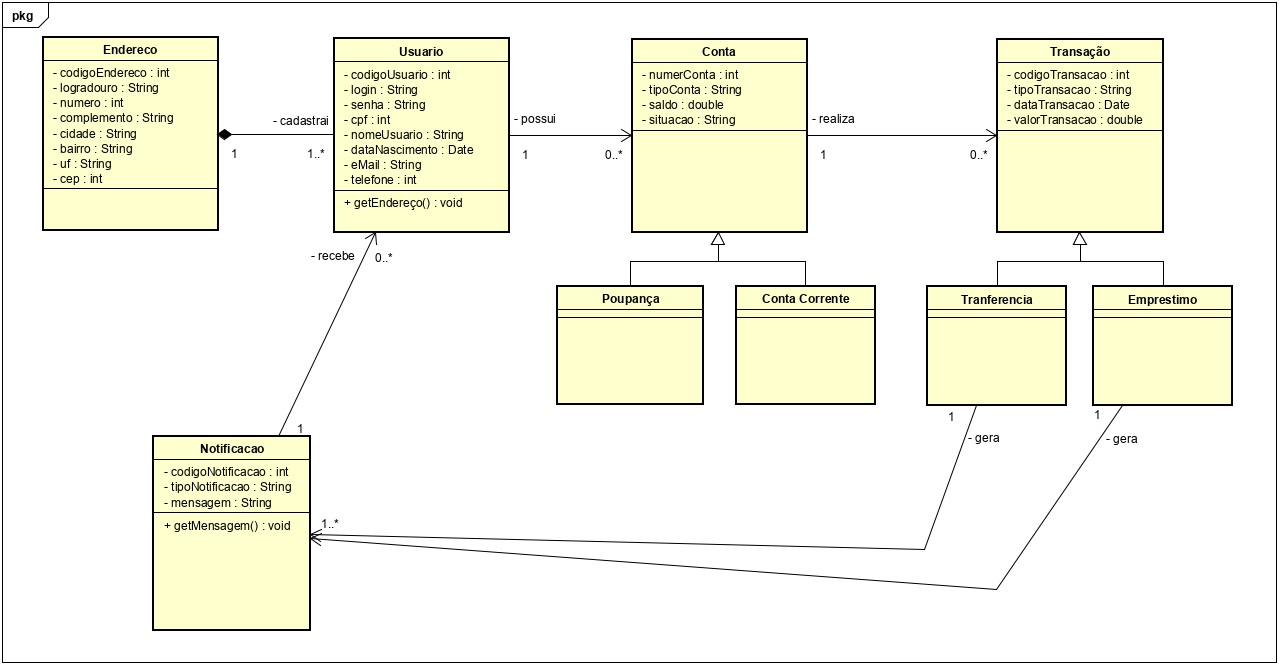 pkg
Endereco
- codigoEndereco : int
- logradouro : String
- numero : int
- complemento : String
- cidade : String
- bairro : String
- uf : String
- cep : int
- cadastrai
1
1..*
Usuario
- codigoUsuario : int
- login : String
- senha : String
- cpf : int
- nomeUsuario : String
- dataNascimento : Date
- eMail : String
- telefone : int
+ getEndereço() : void
- possui
1
0..*
Conta
- numerConta : int
- tipoConta : String
- saldo : double
- situacao : String
- realiza
1
0..*
Transação
- codigoTransacao : int
- tipoTransacao : String
- dataTransacao : Date
- valorTransacao : double
- recebe
0..*
1
Poupança
Conta Corrente
Tranferencia
Emprestimo
1
- gera
1
- gera
Notificacao
- codigoNotificacao : int
- tipoNotificacao : String
- mensagem : String
+ getMensagem() : void
1..*